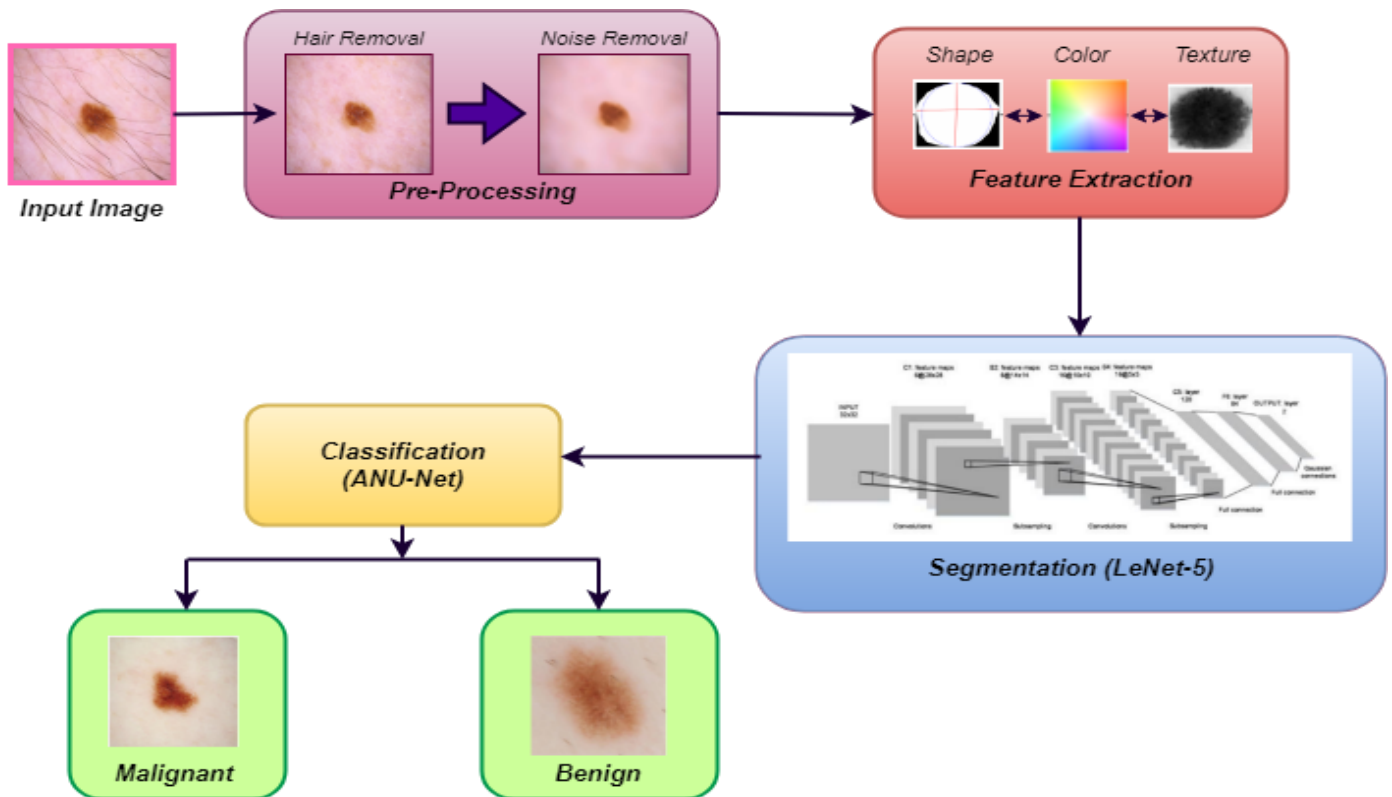 Input Image
Hair Removal
Noise Removal
Pre-Processing
Shape
Color
Texture
Feature Extraction
INPUT
32x32
C1: feature maps
6@28x28
S2: feature maps
6@14x14
C3: feature maps
16@10x10
S4: feature maps
16@5x5
C5: layer
120
F6: layer
84
OUTPUT: layer
2
Convolutions
Subsampling
Convolutions
Subsampling
Full connection
Full connection
Gaussian
connections
Segmentation (LeNet-5)
Classification
(ANU-Net)
Malignant
Benign